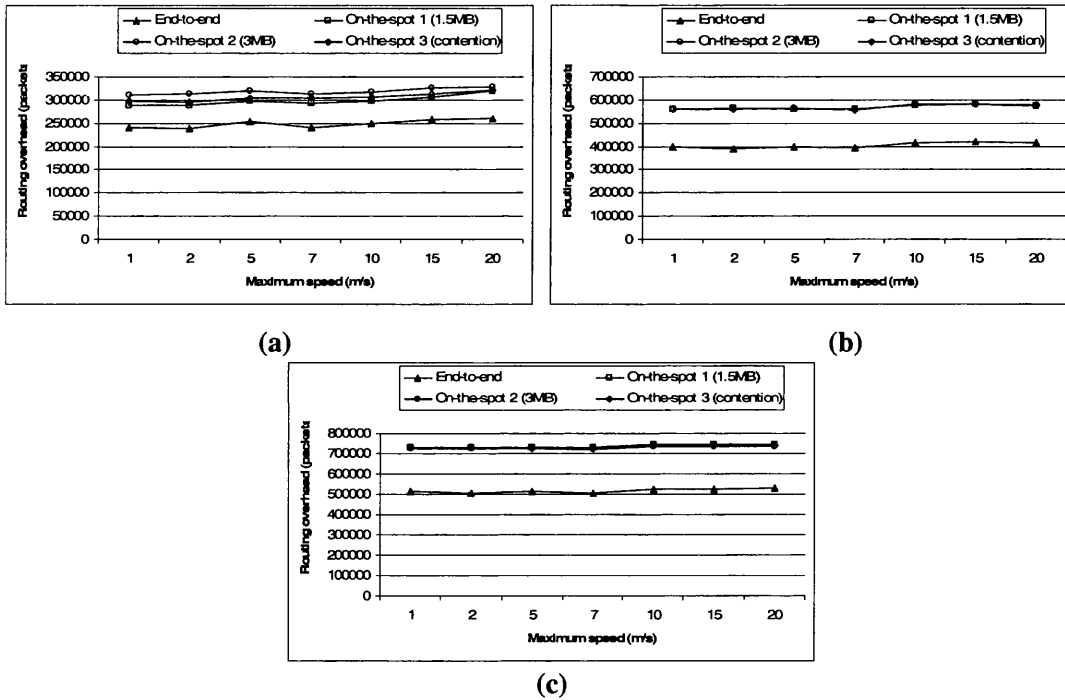 End-to-end
On-the-spot 1 (1.5MB)
On-the-spot 2 (3MB)
On-the-spot 3 (contention)
Routing overhead (packets
350000
300000
250000
200000
150000
100000
50000
0
1 2 5 7 10 15 20
Maximum speed (m/s)
(a)
End-to-end
On-the-spot 1 (1.5MB)
On-the-spot 2 (3MB)
On-the-spot 3 (contention)
Routing overhead (packets
700000
600000
500000
400000
300000
200000
100000
0
1 2 5 7 10 15 20
Maximum speed (m/s)
(b)
End-to-end
On-the-spot 1 (1.5MB)
On-the-spot 2 (3MB)
On-the-spot 3 (contention)
Routing overhead (packets
800000
700000
600000
500000
400000
300000
200000
100000
0
1 2 5 7 10 15 20
Maximum speed (m/s)
(c)